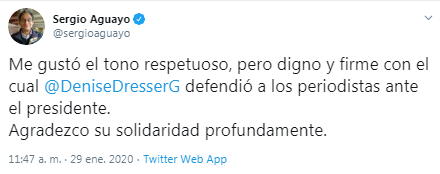 Sergio Aguayo
@sergioaguayo
Me gustó el tono respetuoso, pero digno y firme con el
cual @DeniseDresserG defendió a los periodistas ante
el presidente.
Agradezco su solidaridad profundamente.
11:47 a. m. · 29 ene. 2020 · Twitter Web App